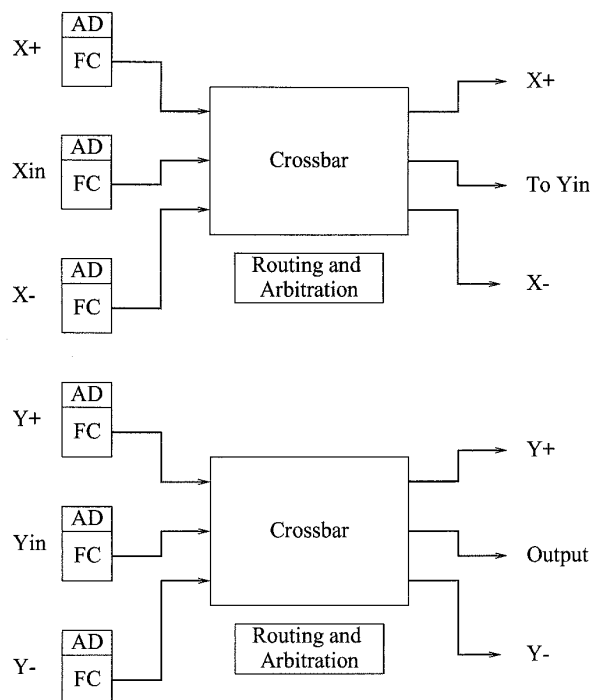 AD
X+
FC
X+
AD
Xin
FC
Crossbar
To Yin
AD
X-
FC
Routing and
Arbitration
X-
AD
Y+
FC
Y+
AD
Yin
FC
Crossbar
Output
AD
Y-
FC
Routing and
Arbitration
Y-